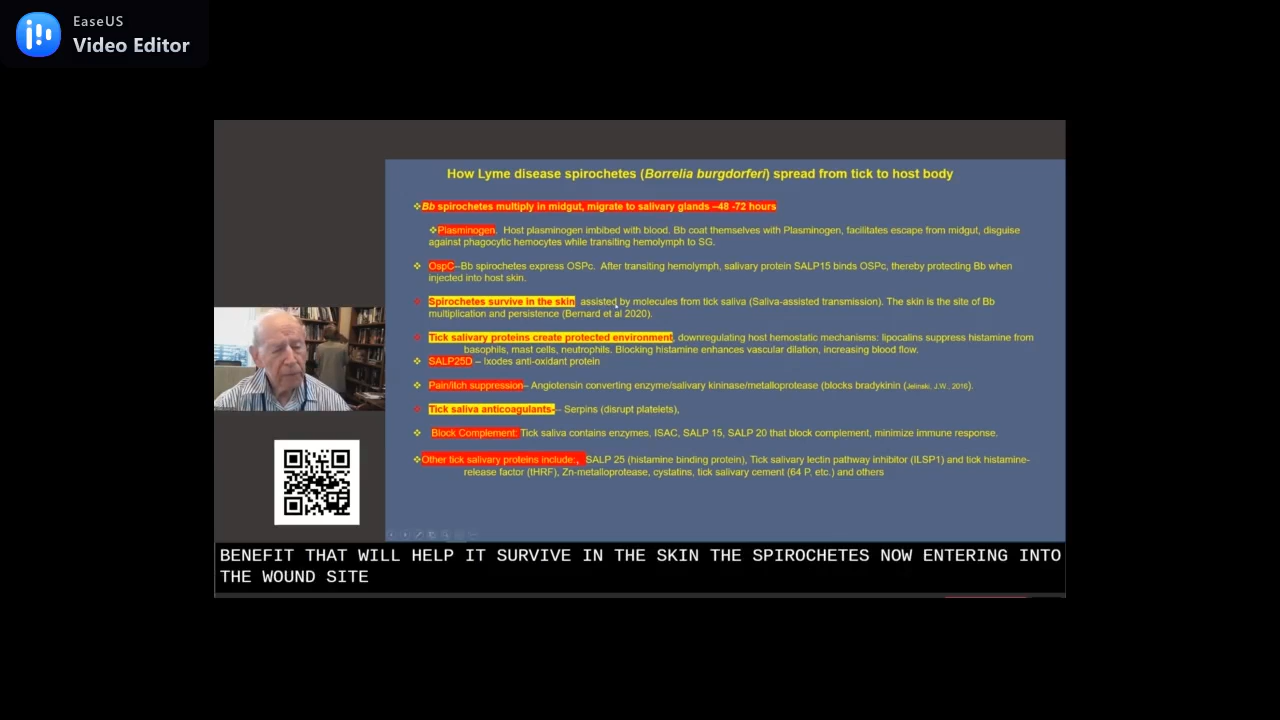 EaseUS
Video Editor
How Lyme disease spirochetes (Borrelia burgdorferi) spread from tick to host body
❖Bb spirochetes multiply in midgut, migrate to salivary glands –48 -72 hours
❖Plasminogen. Host plasminogen imbibed with blood. Bb coat themselves with Plasminogen, facilitates escape from midgut, disguise
against phagocytic hemocytes while transiting hemolymph to SG.
❖ OspC–Bb spirochetes express OSPc. After transiting hemolymph, salivary protein SALP15 binds OSPc, thereby protecting Bb when
injected into host skin.
❖ Spirochetes survive in the skin assisted by molecules from tick saliva (Saliva-assisted transmission). The skin is the site of Bb
multiplication and persistence (Bernard et al 2020).
❖ Tick salivary proteins create protected environment, downregulating host hemostatic mechanisms: lipocalins suppress histamine from
basophils, mast cells, neutrophils. Blocking histamine enhances vascular dilation, increasing blood flow.
❖ SALP25D – Ixodes anti-oxidant protein
❖ Pain/Itch suppression– Angiotensin converting enzyme/salivary kininase/metalloprotease (blocks bradykinin (Jelinski, J.W., 2016).
❖ Tick saliva anticoagulants-– Serpins (disrupt platelets),
❖ Block Complement: Tick saliva contains enzymes, ISAC, SALP 15, SALP 20 that block complement, minimize immune response.
❖Other tick salivary proteins include:, SALP 25 (histamine binding protein), Tick salivary lectin pathway inhibitor (ILSP1) and tick histamine-
release factor (tHRF), Zn-metalloprotease, cystatins, tick salivary cement (64 P, etc.) and others
BENEFIT THAT WILL HELP IT SURVIVE IN THE SKIN THE SPIROCHETES NOW ENTERING INTO
THE WOUND SITE